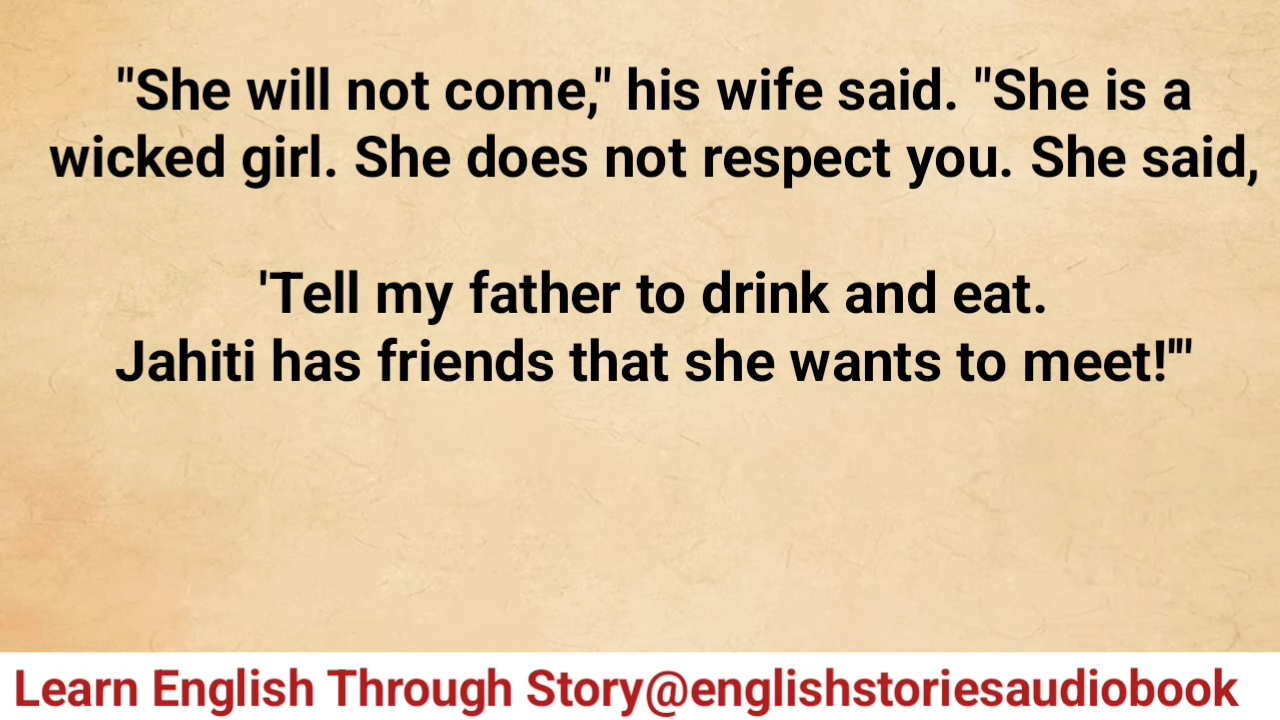 "She will not come," his wife said. "She is a
wicked girl. She does not respect you. She said,
'Tell my father to drink and eat.
Jahiti has friends that she wants to meet!'"
Learn English Through Story@englishstoriesaudiobook